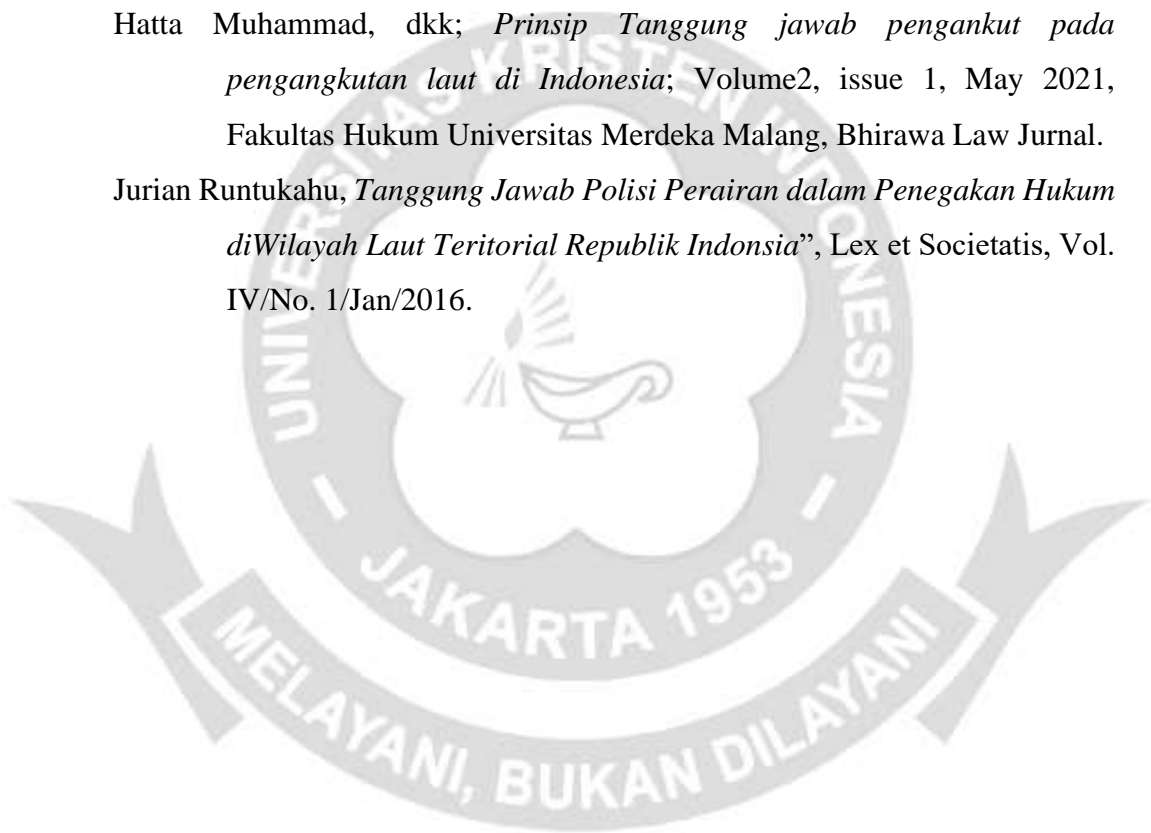 Hatta Muhammad, dkk; Prinsip Tanggung jawab pengankut pada
pengangkutan laut di Indonesia; Volume2, issue 1, May 2021,
Fakultas Hukum Universitas Merdeka Malang, Bhirawa Law Jurnal.
Jurian Runtukahu, Tanggung Jawab Polisi Perairan dalam Penegakan Hukum
diWilayah Laut Teritorial Republik Indonsia”, Lex et Societatis, Vol.
IV/No. 1/Jan/2016.
UNIVERSITAS KRISTEN INDONESIA
JAKARTA 1953
MELAYANI, BUKAN DILAYANI